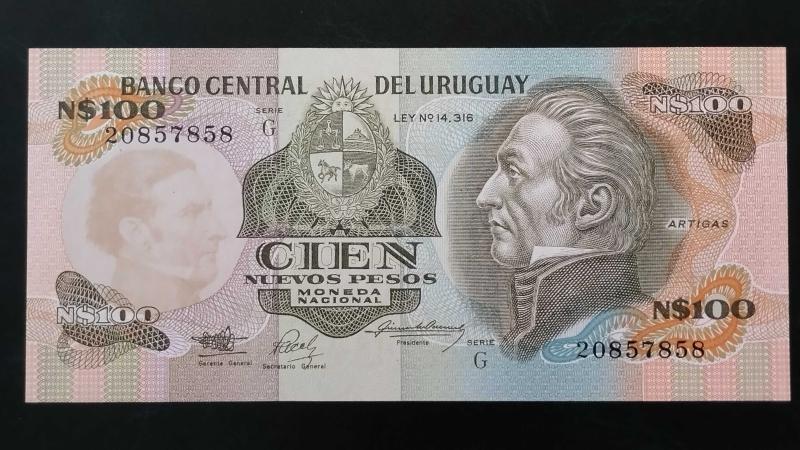 BANCO CENTRAL DEL URUGUAY
N$100
SERIE
G
LEY Nº 14.316
N$100
20857858
ARTIGAS
CIEN
NUEVOS PESOS
MONEDA
NACIONAL
N$100
N$100
Gerente General
Secretario General
Presidente
SERIE
G
20857858